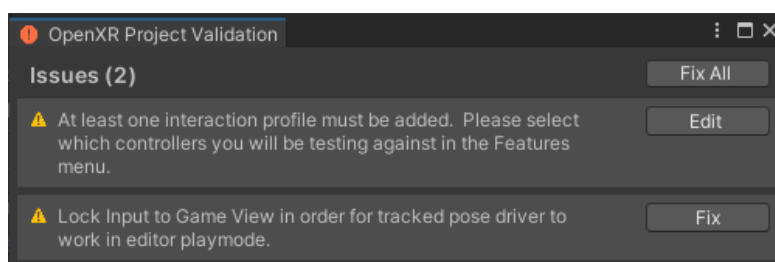 OpenXR Project Validation
Issues (2)
Fix All
At least one interaction profile must be added.  Please select
which controllers you will be testing against in the Features
menu.
Edit
Lock Input to Game View in order for tracked pose driver to
work in editor playmode.
Fix